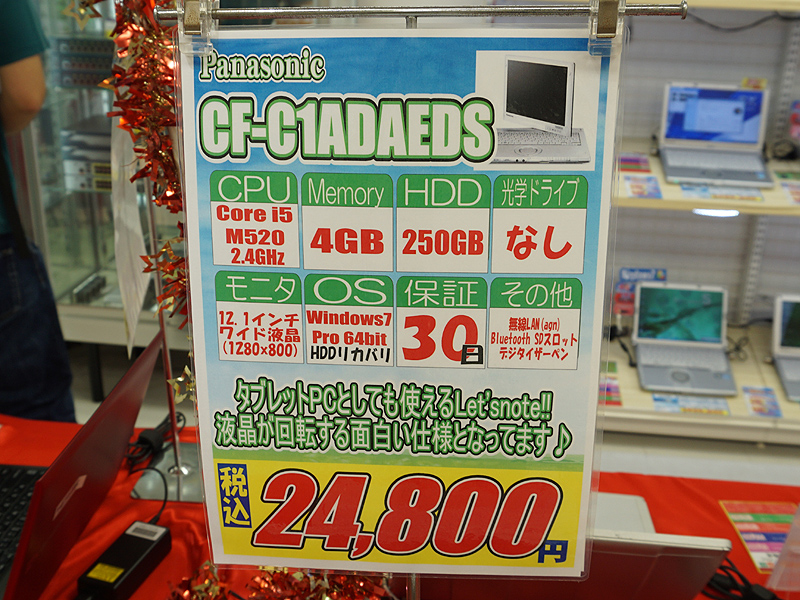 Panasonic
CF-C1ADAEDS
CPU
Core i5
M520
2.4GHz
Memory
4GB
HDD
250GB
光学ドライブ
なし
モニタ
12.1インチ
ワイド液晶
(1280×800)
OS
Windows7
Pro 64bit
HDDリカバリ
保証
30日
その他
無線LAN(agn)
Bluetooth SDスロット
デジタイザーペン
タブレットPCとしても使えるLet'snote!!
液晶が回転する面白い仕様となってます♪
税込
24,800円